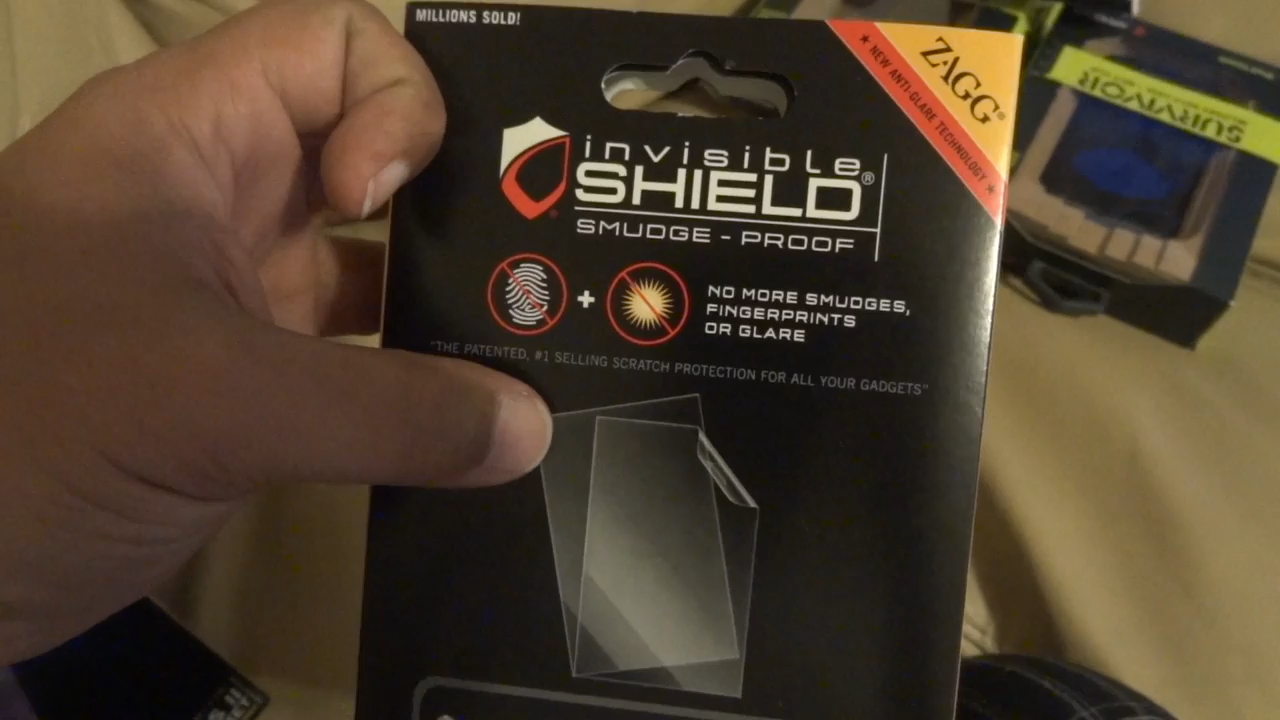 MILLIONS SOLD!
ZAGG®
★ NEW ANTI-GLARE TECHNOLOGY ★
invisible
SHIELD®
SMUDGE-PROOF
+
NO MORE SMUDGES,
FINGERPRINTS
OR GLARE
"THE PATENTED, #1 SELLING SCRATCH PROTECTION FOR ALL YOUR GADGETS"
SURVIVOR